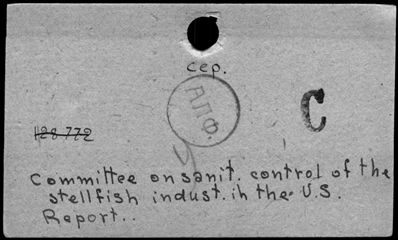 сер.
АПФ.
C
128772
Committee on sanit. control of the
stellfish indust. in the U.S.
Report..